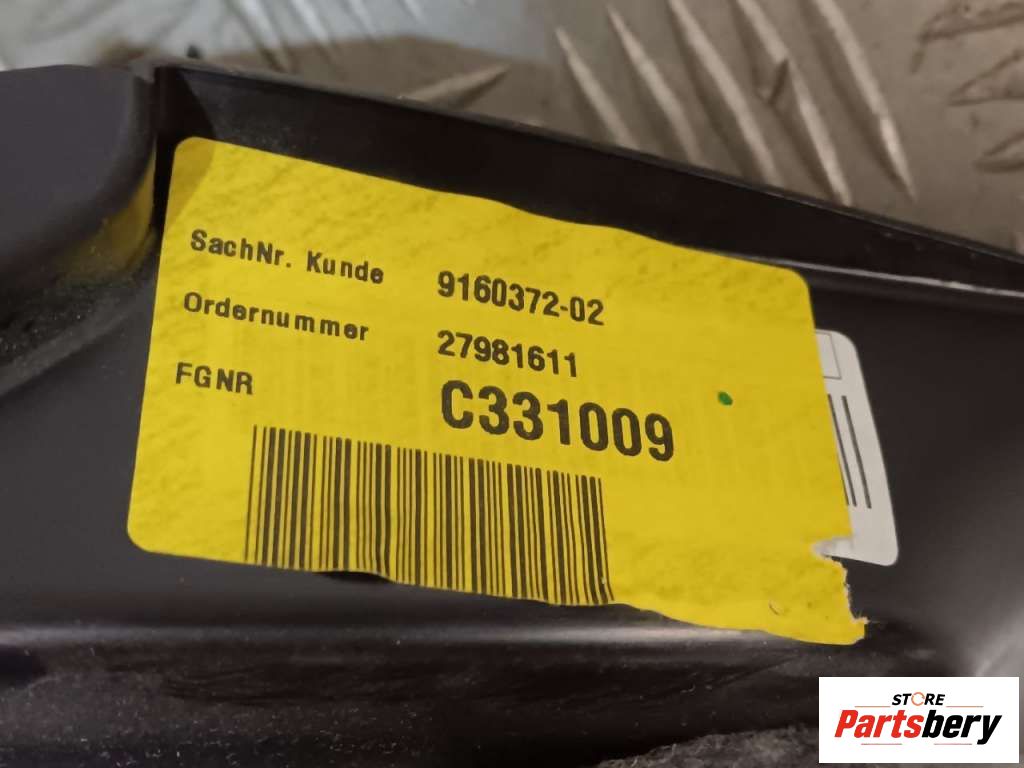 SachNr. Kunde 9160372-02
Ordernummer 27981611
FGNR C331009
STORE
Partsbery